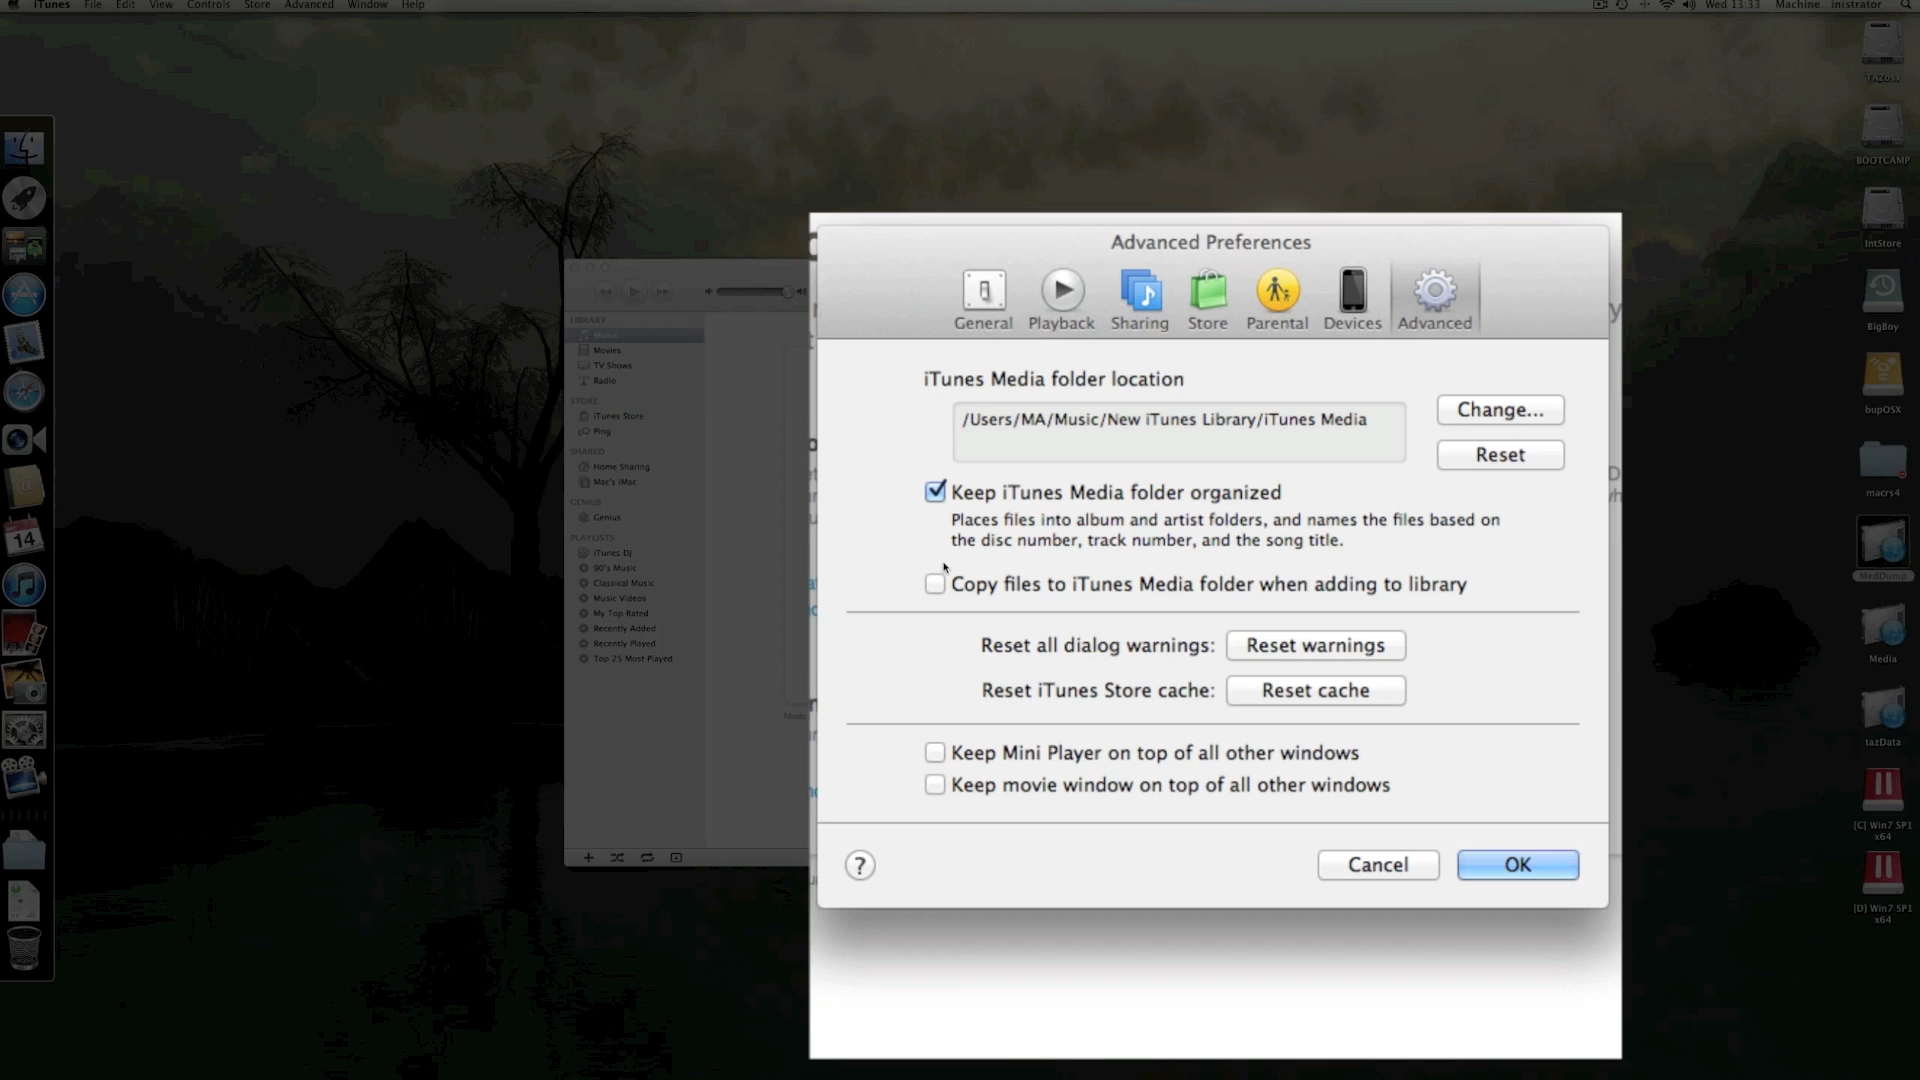 iTunes File Edit View Controls Store Advanced Window Help
Wed 13:33 Machine...inistrator
TAZosx
BOOTCAMP
IntStore
BigBoy
bupOSX
macrs4
MedDump
Media
tazData
[C] Win7 SP1
x64
[D] Win7 SP1
x64
14
LIBRARY
Music
Movies
TV Shows
Radio
STORE
iTunes Store
Ping
SHARED
Home Sharing
Mac's iMac
GENIUS
Genius
PLAYLISTS
iTunes DJ
90's Music
Classical Music
Music Videos
My Top Rated
Recently Added
Recently Played
Top 25 Most Played
Advanced Preferences
General Playback Sharing Store Parental Devices Advanced
iTunes Media folder location
/Users/MA/Music/New iTunes Library/iTunes Media
Change...
Reset
Keep iTunes Media folder organized
Places files into album and artist folders, and names the files based on
the disc number, track number, and the song title.
Copy files to iTunes Media folder when adding to library
Reset all dialog warnings: Reset warnings
Reset iTunes Store cache: Reset cache
Keep Mini Player on top of all other windows
Keep movie window on top of all other windows
? Cancel OK